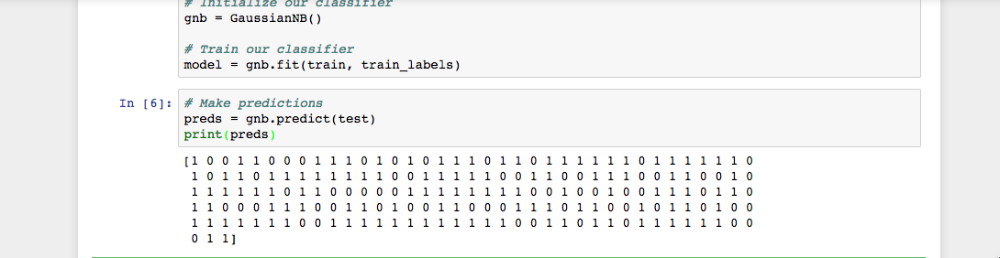 # Initialize our classifier
gnb = GaussianNB()
# Train our classifier
model = gnb.fit(train, train_labels)
In [6]: # Make predictions
preds = gnb.predict(test)
print(preds)
[1 0 0 1 1 0 0 0 1 1 1 0 1 0 1 0 1 1 1 0 1 1 0 1 1 1 1 1 1 0 1 1 1 1 1 1 0
1 0 1 1 0 1 1 1 1 1 1 1 1 0 0 1 1 1 1 1 0 0 1 1 0 0 1 1 1 0 0 1 1 0 0 1 0
1 1 1 1 1 1 0 1 1 0 0 0 0 0 1 1 1 1 1 1 1 1 0 0 1 0 0 1 0 0 1 1 1 0 1 1 0
1 1 0 0 0 1 1 1 0 0 1 1 0 1 0 0 1 1 0 0 0 1 1 1 0 1 1 0 0 1 0 1 1 0 1 0 0
1 1 1 1 1 1 1 0 0 1 1 1 1 1 1 1 1 1 1 1 1 0 0 1 1 0 1 1 0 1 1 1 1 1 1 0 0
0 1 1]